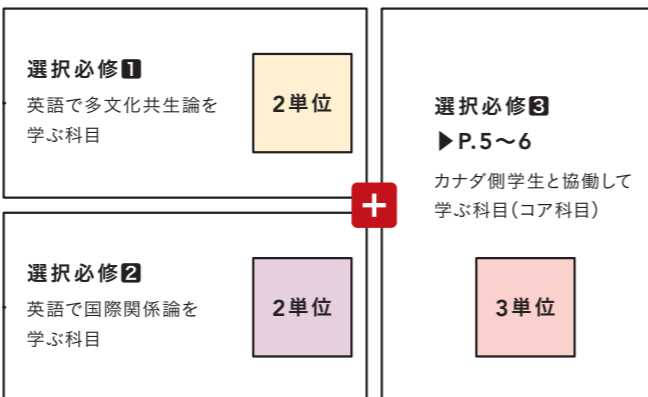 選択必修1
英語で多文化共生論を
学ぶ科目
2単位
選択必修2
英語で国際関係論を
学ぶ科目
2単位
+
選択必修3
▶P.5〜6
カナダ側学生と協働して
学ぶ科目(コア科目)
3単位